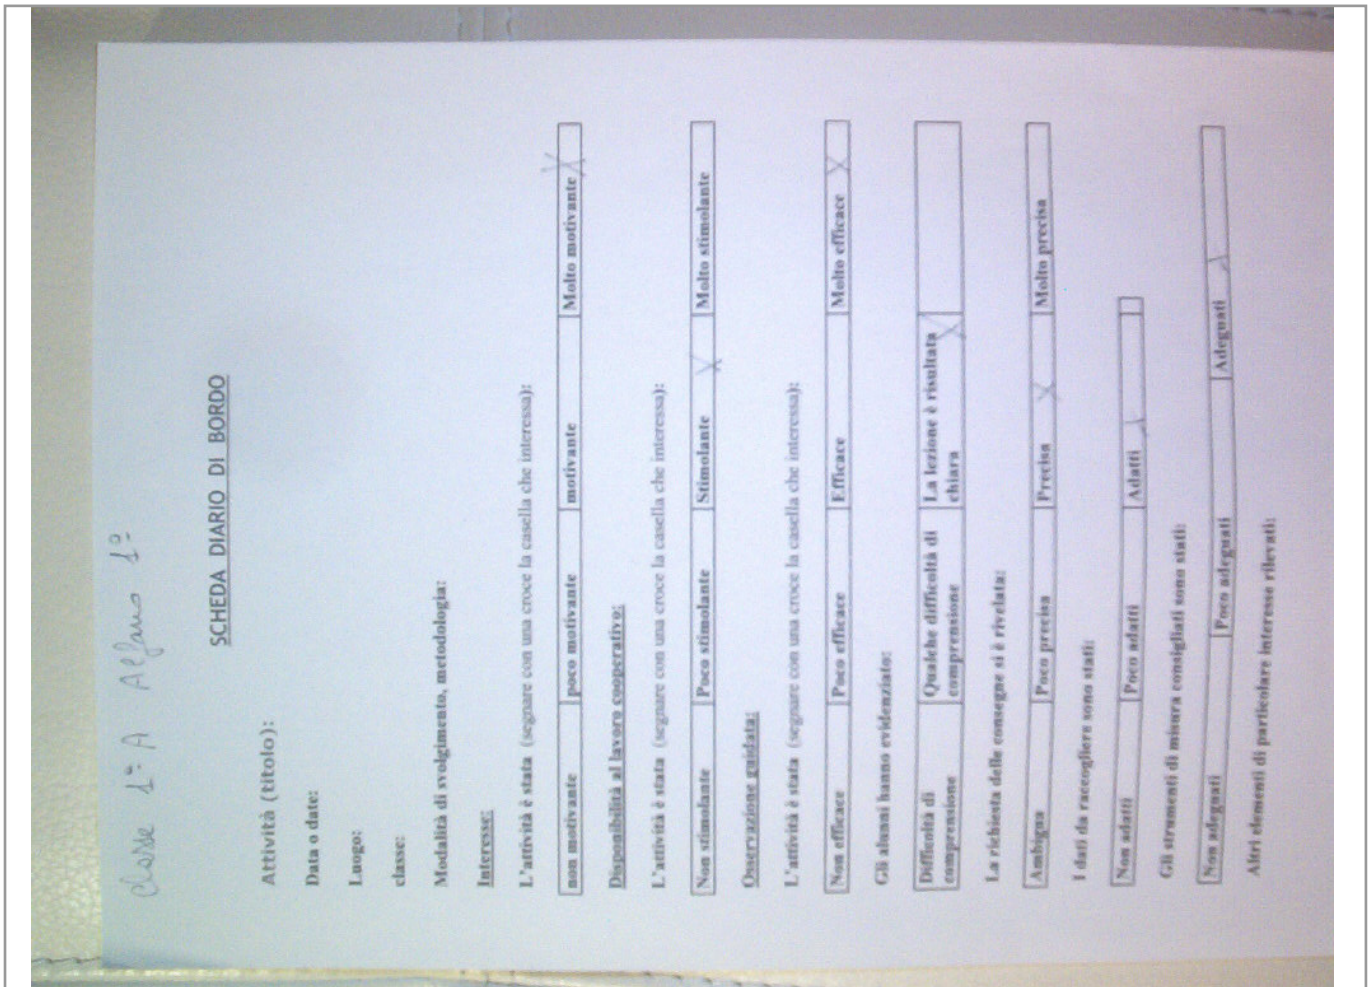 Classe 1ª A Alfano 1º
SCHEDA DIARIO DI BORDO
Attività (titolo):
Data o date:
Luogo:
classe:
Modalità di svolgimento, metodologia:
Interesse:
L'attività è stata (segnare con una croce la casella che interessa):
non motivante poco motivante motivante Molto motivante X
Disponibilità al lavoro cooperativo:
L'attività è stata (segnare con una croce la casella che interessa):
Non stimolante Poco stimolante Stimolante X Molto stimolante
Osservazione guidata:
L'attività è stata (segnare con una croce la casella che interessa):
Non efficace Poco efficace Efficace Molto efficace X
Gli alunni hanno evidenziato:
Difficoltà di Qualche difficoltà di La lezione è risultata
comprensione comprensione chiara X
La richiesta delle consegne si è rivelata:
Ambigua Poco precisa Precisa X Molto precisa
I dati da raccogliere sono stati:
Non adatti Poco adatti Adatti X
Gli strumenti di misura consigliati sono stati:
Non adeguati Poco adeguati Adeguati X
Altri elementi di particolare interesse rilevati: